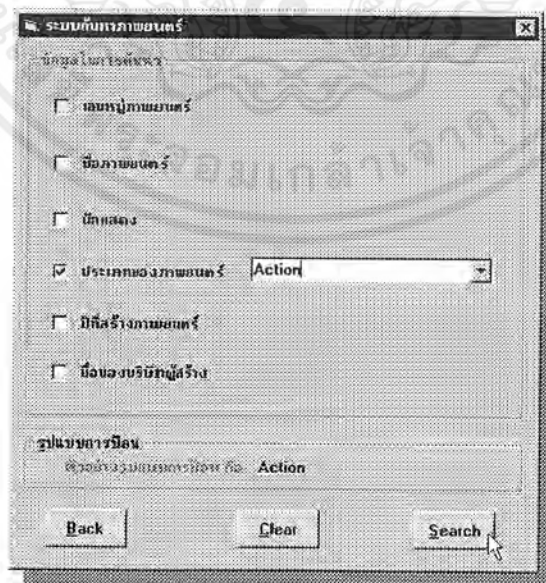 ระบบค้นหาภาพยนตร์
ข้อมูลในการค้นหา
เลขหมู่ภาพยนตร์
ชื่อภาพยนตร์
นักแสดง
ประเภทของภาพยนตร์ Action
ปีที่สร้างภาพยนตร์
ชื่อของบริษัทผู้สร้าง
รูปแบบการป้อน
ตัวอย่างรูปแบบการป้อน คือ Action
Back Clear Search